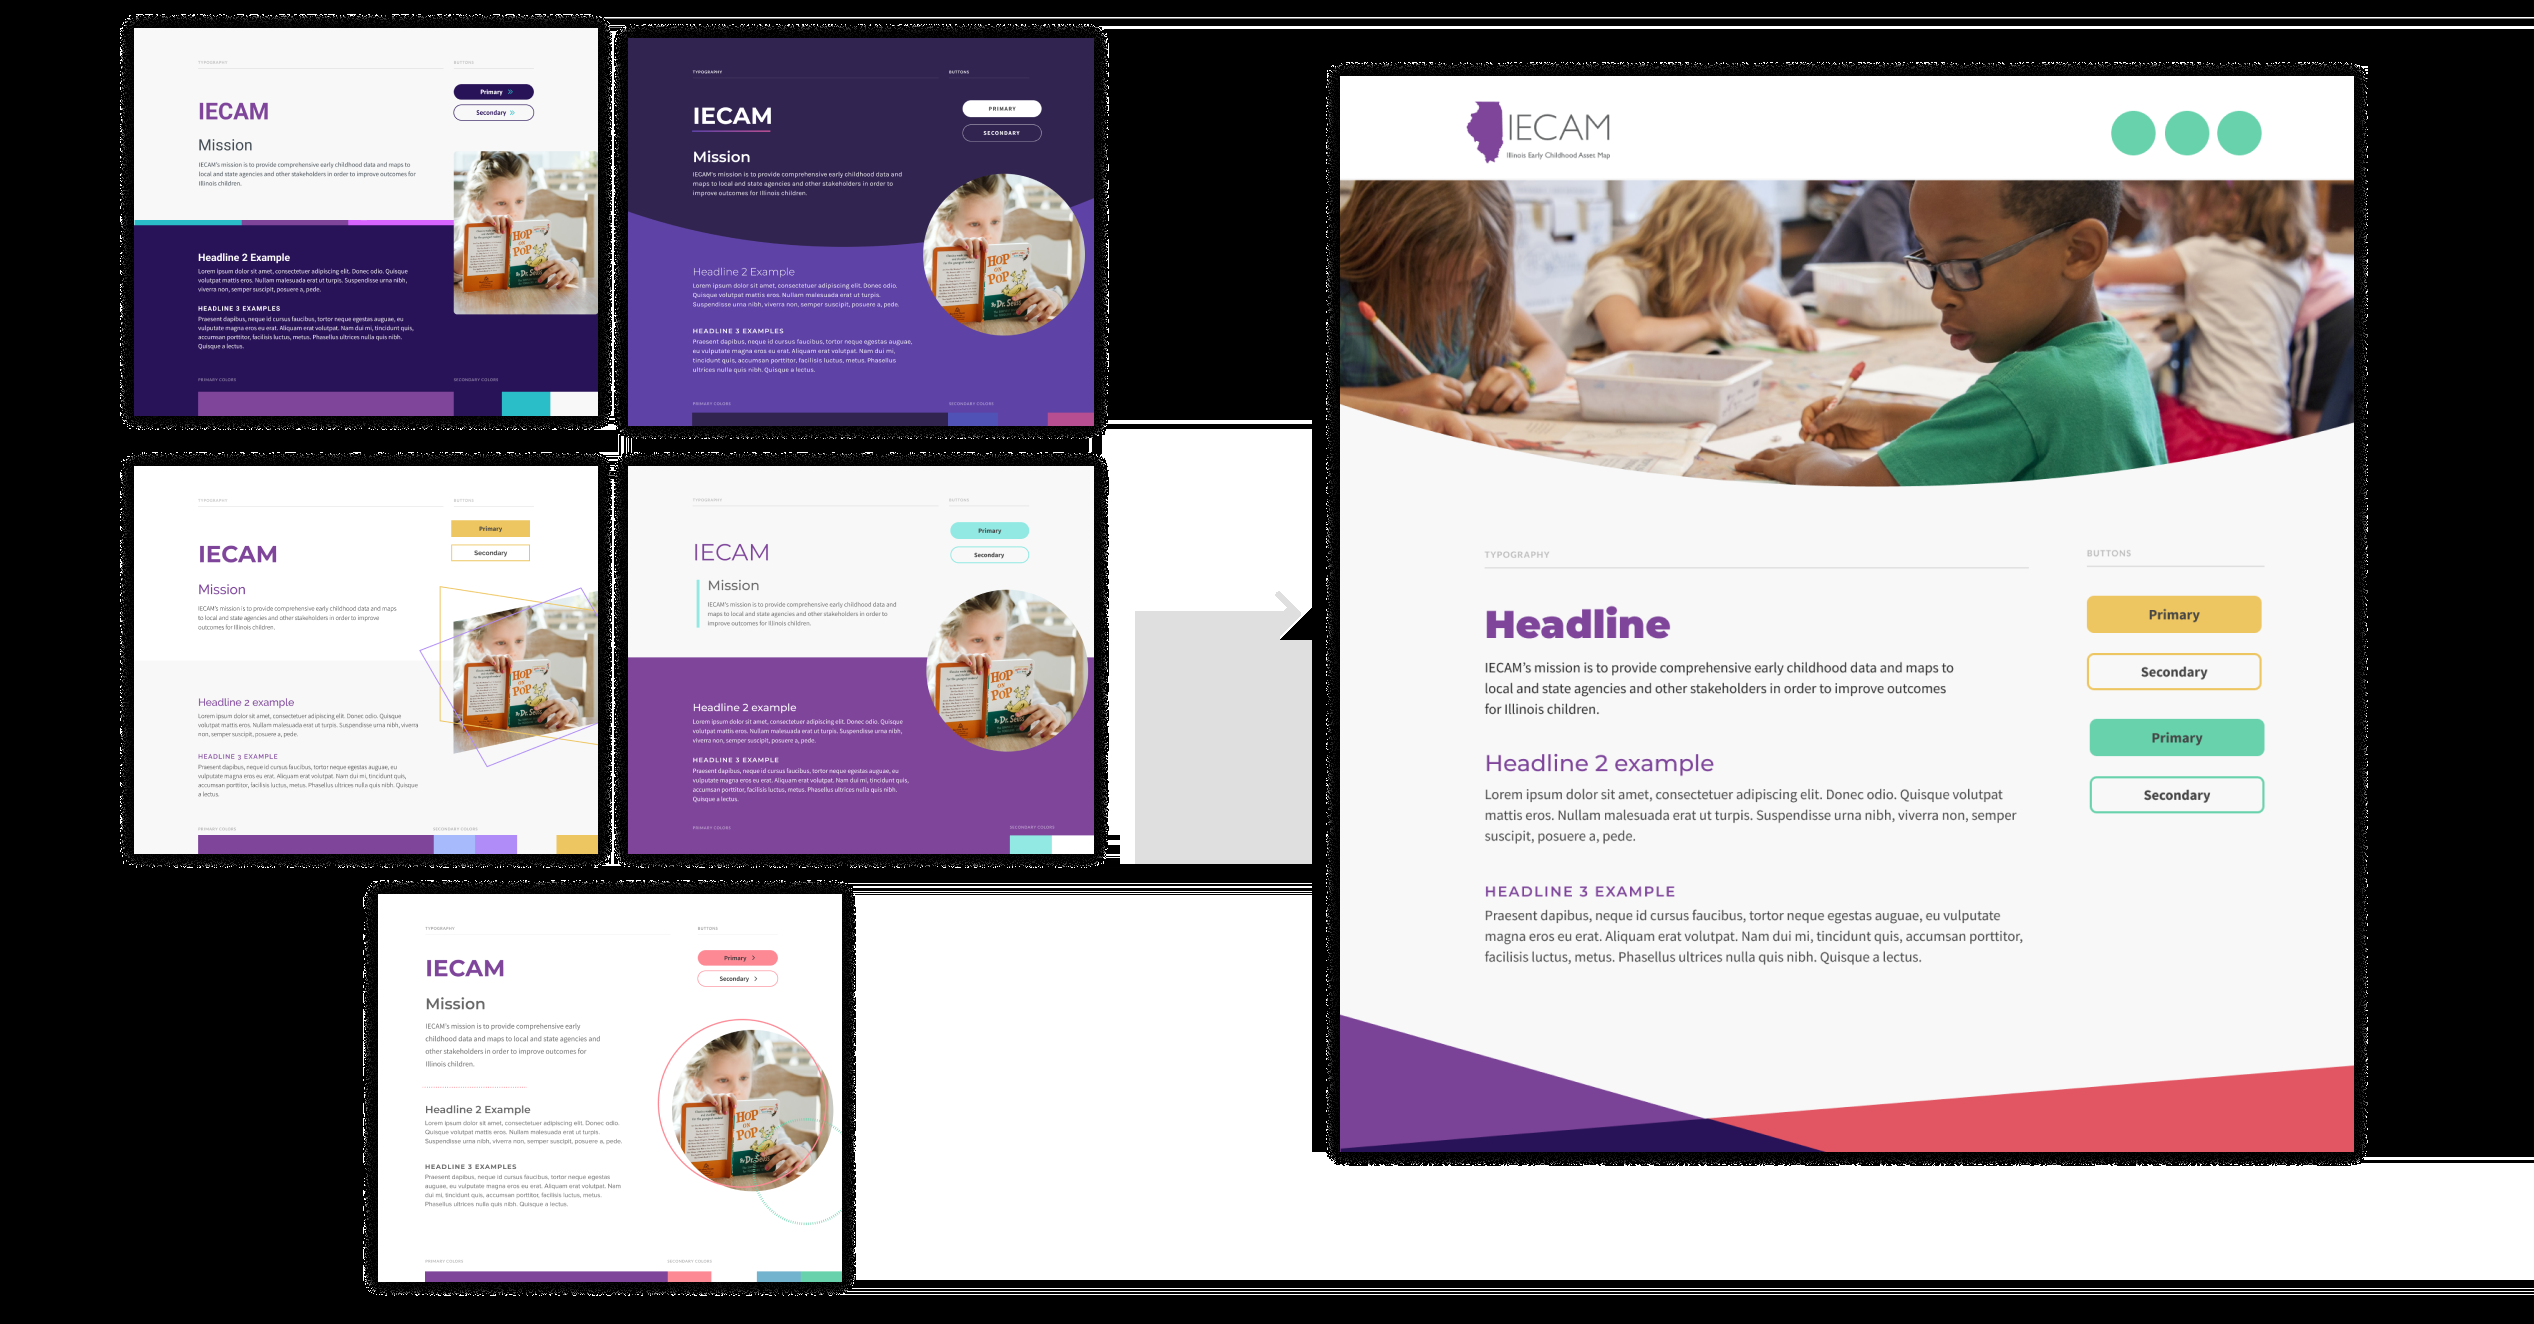 TYPOGRAPHY
BUTTONS
IECAM
Primary
Secondary
Mission
IECAM's mission is to provide comprehensive early childhood data and maps to
local and state agencies and other stakeholders in order to improve outcomes for
Illinois children.
HOP
ON
POP
By Dr. Seuss
Headline 2 Example
Lorem ipsum dolor sit amet, consectetuer adipiscing elit. Donec odio. Quisque
volutpat mattis eros. Nullam malesuada erat ut turpis. Suspendisse urna nibh,
viverra non, semper suscipit, posuere a, pede.
HEADLINE 3 EXAMPLES
Praesent dapibus, neque id cursus faucibus, tortor neque egestas auguae, eu
vulputate magna eros eu erat. Aliquam erat volutpat. Nam dui mi, tincidunt quis,
accumsan porttitor, facilisis luctus, metus. Phasellus ultrices nulla quis nibh.
Quisque a lectus.
PRIMARY COLORS
SECONDARY COLORS
TYPOGRAPHY
BUTTONS
IECAM
PRIMARY
SECONDARY
Mission
IECAM's mission is to provide comprehensive early childhood data and
maps to local and state agencies and other stakeholders in order to
improve outcomes for Illinois children.
HOP
ON
POP
By Dr. Seuss
Headline 2 Example
Lorem ipsum dolor sit amet, consectetuer adipiscing elit. Donec odio.
Quisque volutpat mattis eros. Nullam malesuada erat ut turpis.
Suspendisse urna nibh, viverra non, semper suscipit, posuere a, pede.
HEADLINE 3 EXAMPLES
Praesent dapibus, neque id cursus faucibus, tortor neque egestas auguae,
eu vulputate magna eros eu erat. Aliquam erat volutpat. Nam dui mi,
tincidunt quis, accumsan porttitor, facilisis luctus, metus. Phasellus
ultrices nulla quis nibh. Quisque a lectus.
PRIMARY COLORS
SECONDARY COLORS
TYPOGRAPHY
BUTTONS
IECAM
Primary
Secondary
Mission
IECAM's mission is to provide comprehensive early childhood data and maps
to local and state agencies and other stakeholders in order to improve
outcomes for Illinois children.
HOP
ON
POP
By Dr. Seuss
Headline 2 example
Lorem ipsum dolor sit amet, consectetuer adipiscing elit. Donec odio. Quisque
volutpat mattis eros. Nullam malesuada erat ut turpis. Suspendisse urna nibh, viverra
non, semper suscipit, posuere a, pede.
HEADLINE 3 EXAMPLE
Praesent dapibus, neque id cursus faucibus, tortor neque egestas auguae, eu
vulputate magna eros eu erat. Aliquam erat volutpat. Nam dui mi, tincidunt quis,
accumsan porttitor, facilisis luctus, metus. Phasellus ultrices nulla quis nibh. Quisque
a lectus.
PRIMARY COLORS
SECONDARY COLORS
TYPOGRAPHY
BUTTONS
IECAM
Primary
Secondary
Mission
IECAM's mission is to provide comprehensive early childhood data and
maps to local and state agencies and other stakeholders in order to
improve outcomes for Illinois children.
HOP
ON
POP
By Dr. Seuss
Headline 2 example
Lorem ipsum dolor sit amet, consectetuer adipiscing elit. Donec odio. Quisque
volutpat mattis eros. Nullam malesuada erat ut turpis. Suspendisse urna nibh,
viverra non, semper suscipit, posuere a, pede.
HEADLINE 3 EXAMPLE
Praesent dapibus, neque id cursus faucibus, tortor neque egestas auguae, eu
vulputate magna eros eu erat. Aliquam erat volutpat. Nam dui mi, tincidunt quis,
accumsan porttitor, facilisis luctus, metus. Phasellus ultrices nulla quis nibh.
Quisque a lectus.
PRIMARY COLORS
SECONDARY COLORS
TYPOGRAPHY
BUTTONS
IECAM
Primary
Secondary
Mission
IECAM's mission is to provide comprehensive early
childhood data and maps to local and state agencies and
other stakeholders in order to improve outcomes for
Illinois children.
HOP
ON
POP
By Dr. Seuss
Headline 2 Example
Lorem ipsum dolor sit amet, consectetuer adipiscing elit. Donec odio.
Quisque volutpat mattis eros. Nullam malesuada erat ut turpis.
Suspendisse urna nibh, viverra non, semper suscipit, posuere a, pede.
HEADLINE 3 EXAMPLES
Praesent dapibus, neque id cursus faucibus, tortor neque egestas
auguae, eu vulputate magna eros eu erat. Aliquam erat volutpat. Nam
dui mi, tincidunt quis, accumsan porttitor, facilisis luctus, metus.
Phasellus ultrices nulla quis nibh. Quisque a lectus.
PRIMARY COLORS
SECONDARY COLORS
IECAM
Illinois Early Childhood Asset Map
TYPOGRAPHY
BUTTONS
Headline
IECAM's mission is to provide comprehensive early childhood data and maps to
local and state agencies and other stakeholders in order to improve outcomes
for Illinois children.
Headline 2 example
Lorem ipsum dolor sit amet, consectetuer adipiscing elit. Donec odio. Quisque volutpat
mattis eros. Nullam malesuada erat ut turpis. Suspendisse urna nibh, viverra non, semper
suscipit, posuere a, pede.
HEADLINE 3 EXAMPLE
Praesent dapibus, neque id cursus faucibus, tortor neque egestas auguae, eu vulputate
magna eros eu erat. Aliquam erat volutpat. Nam dui mi, tincidunt quis, accumsan porttitor,
facilisis luctus, metus. Phasellus ultrices nulla quis nibh. Quisque a lectus.
Primary
Secondary
Primary
Secondary